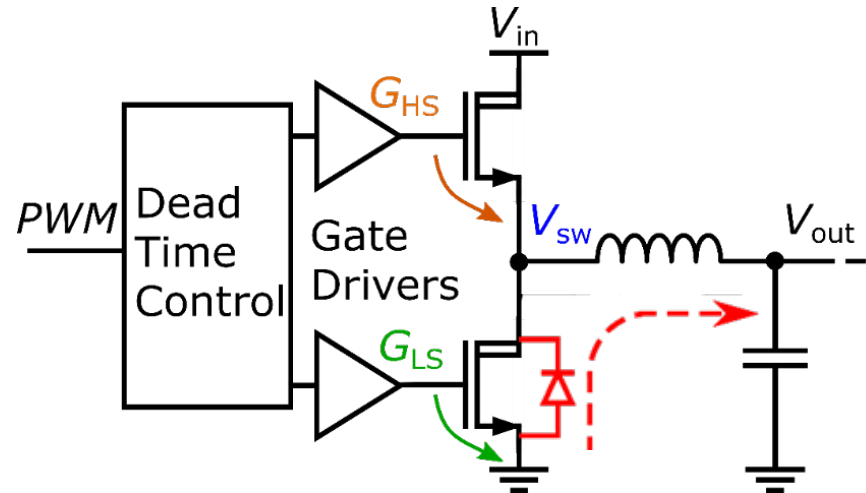 V_in
G_HS
PWM
Dead
Time
Control
Gate
Drivers
V_sw
V_out
G_LS